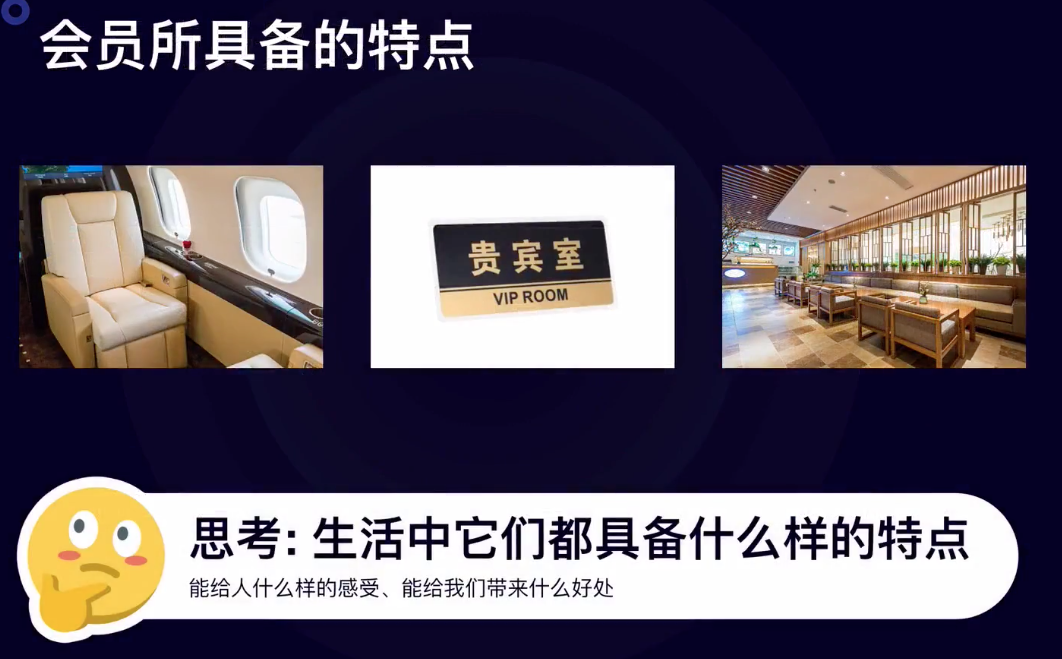 会员所具备的特点
贵宾室
VIP ROOM
思考: 生活中它们都具备什么样的特点
能给人什么样的感受、能给我们带来什么好处